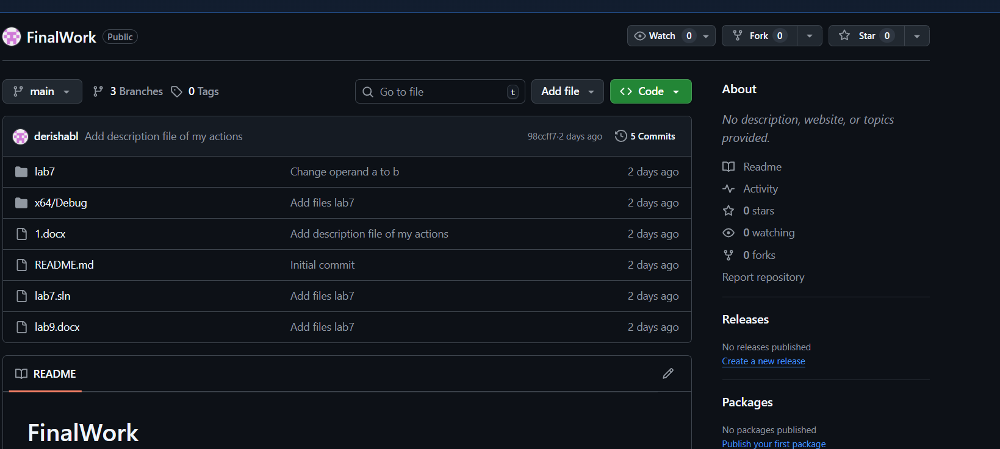 FinalWork Public Watch 0 Fork 0 Star 0
main 3 Branches 0 Tags Go to file t Add file Code
derishabl Add description file of my actions 98ccff7·2 days ago 5 Commits
lab7 Change operand a to b 2 days ago
x64/Debug Add files lab7 2 days ago
1.docx Add description file of my actions 2 days ago
README.md Initial commit 2 days ago
lab7.sln Add files lab7 2 days ago
lab9.docx Add files lab7 2 days ago
README
FinalWork
About
No description, website, or topics
provided.
Readme
Activity
0 stars
0 watching
0 forks
Report repository
Releases
No releases published
Create a new release
Packages
No packages published
Publish your first package